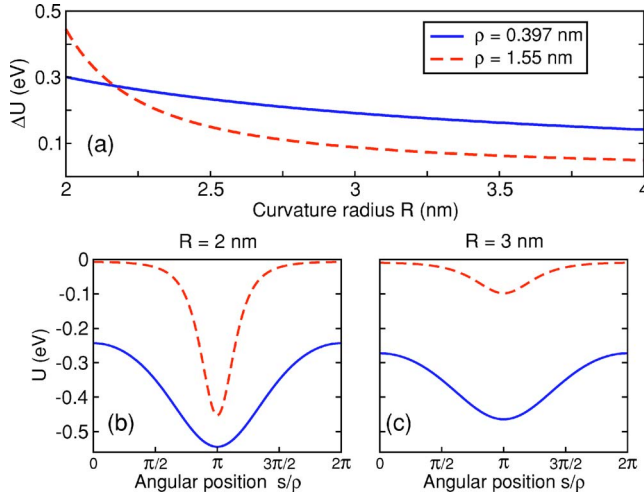 0.5
0.3
0.1
ΔU (eV)
ρ = 0.397 nm
ρ = 1.55 nm
(a)
2
2.5
3
3.5
4
Curvature radius R (nm)
R = 2 nm
R = 3 nm
0
-0.1
-0.2
-0.3
-0.4
-0.5
U (eV)
(b)
(c)
0
π/2
π
3π/2
2π
0
π/2
π
3π/2
2π
Angular position s/ρ
Angular position s/ρ